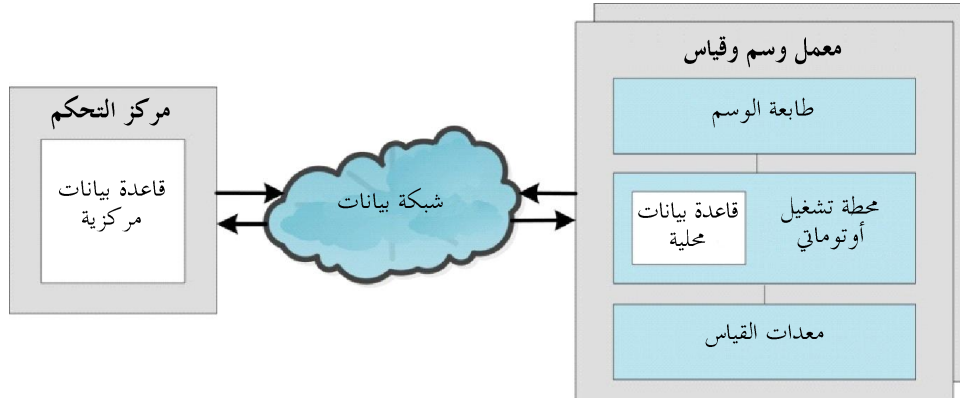 معمل وسم وقياس
طابعة الوسم
محطة تشغيل
أوتوماتي
قاعدة بيانات
محلية
معدات القياس
شبكة بيانات
مركز التحكم
قاعدة بيانات
مركزية